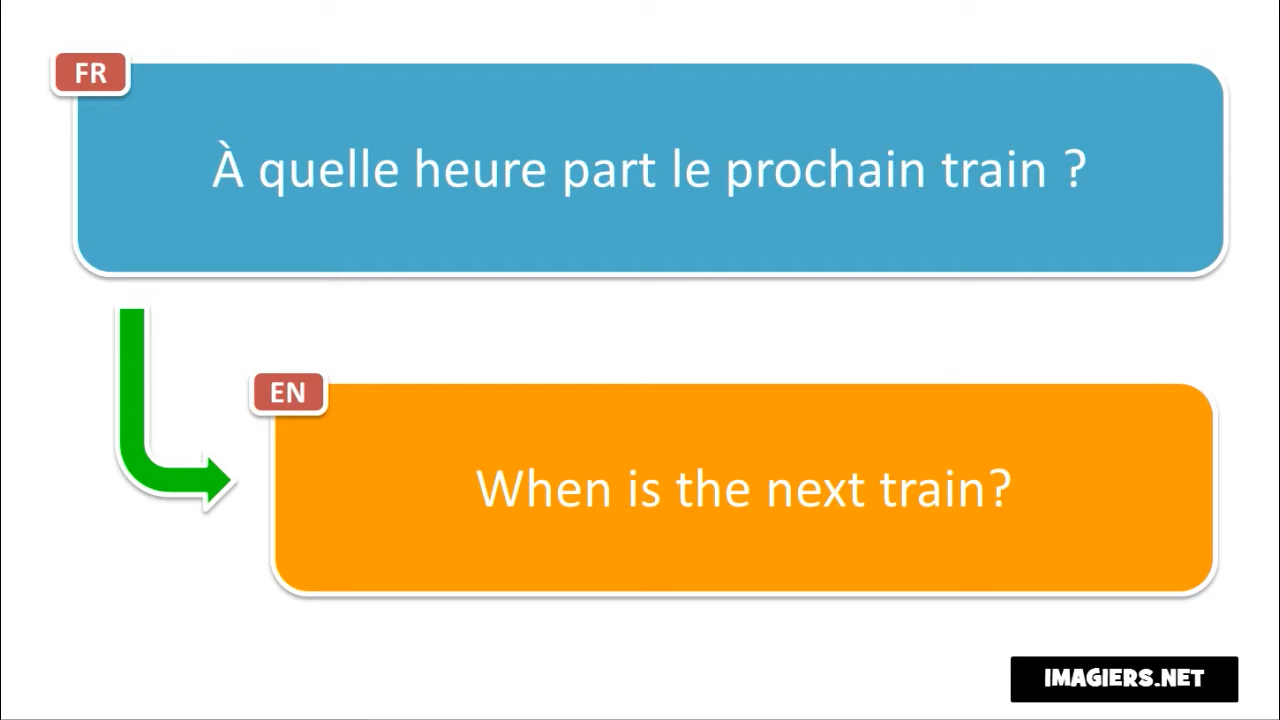 FR
À quelle heure part le prochain train ?
EN
When is the next train?
IMAGIERS.NET